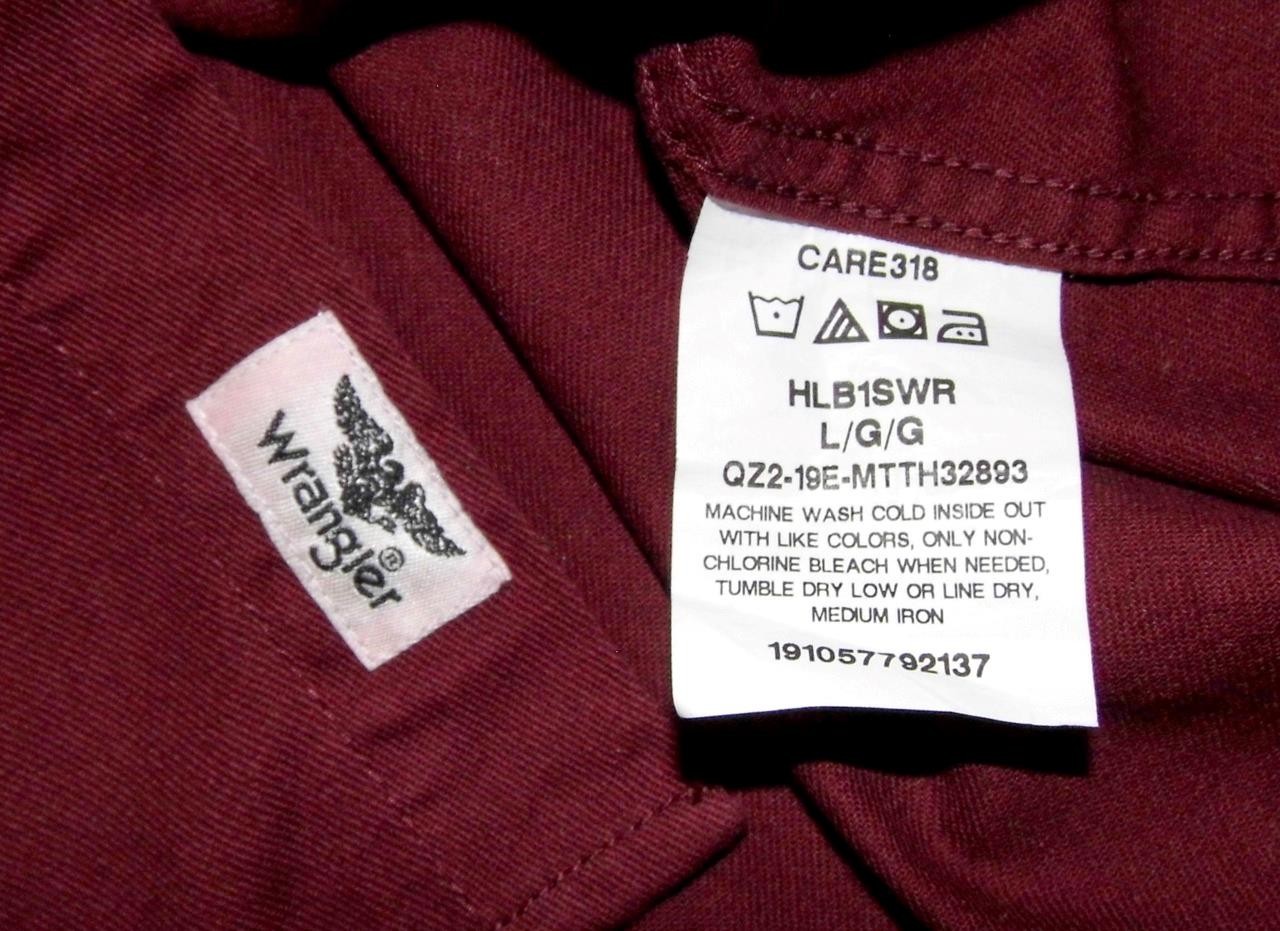 Wrangler®
CARE318
HLB1SWR
L/G/G
QZ2-19E-MTTH32893
MACHINE WASH COLD INSIDE OUT
WITH LIKE COLORS, ONLY NON-
CHLORINE BLEACH WHEN NEEDED,
TUMBLE DRY LOW OR LINE DRY,
MEDIUM IRON
191057792137